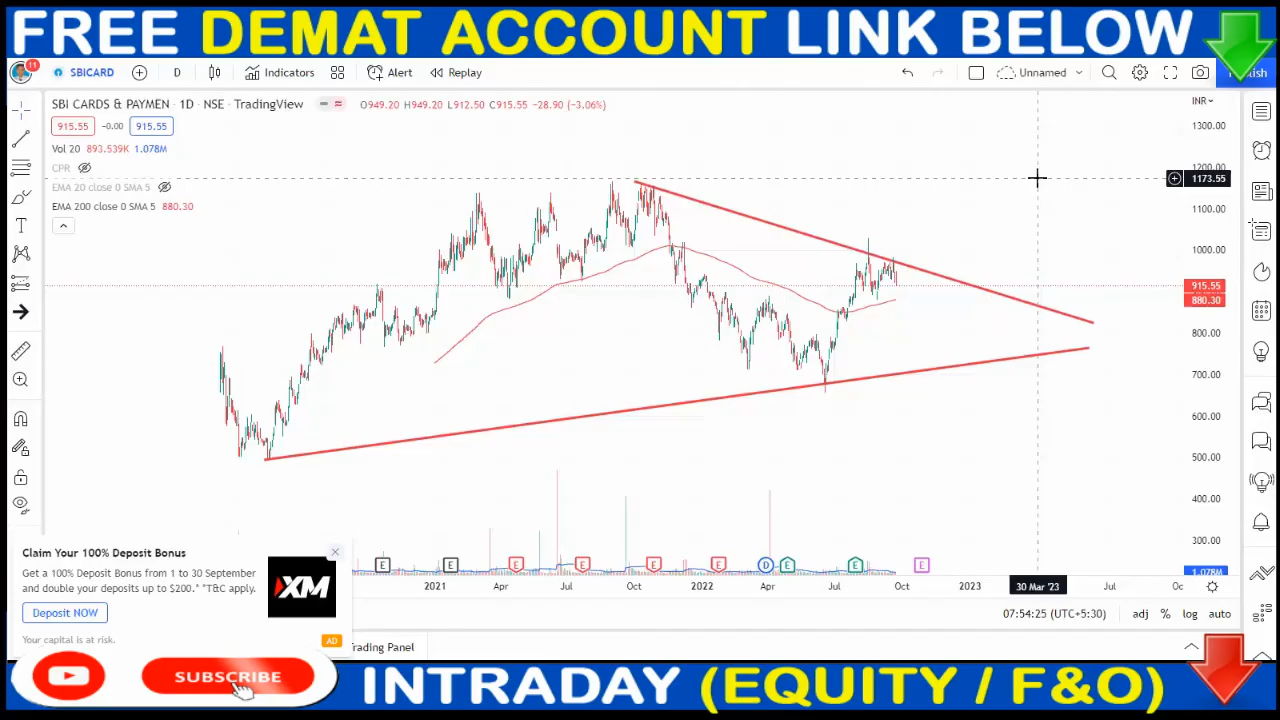 FREE DEMAT ACCOUNT LINK BELOW
11
SBICARD
D
Indicators
Alert
Replay
Unnamed
SBI CARDS & PAYMEN · 1D · NSE · TradingView
O949.20 H949.20 L912.50 C915.55 −28.90 (−3.06%)
INR
915.55 −0.00 915.55
Vol 20 893.539K 1.078M
CPR
EMA 20 close 0 SMA 5
EMA 200 close 0 SMA 5 880.30
1300.00
1200.00
1173.55
1100.00
1000.00
915.55
880.30
800.00
700.00
600.00
500.00
400.00
300.00
1.078M
E E E E E E D E E E
2021 Apr Jul Oct 2022 Apr Jul Oct 2023 30 Mar '23 Jul Oc
Claim Your 100% Deposit Bonus
Get a 100% Deposit Bonus from 1 to 30 September
and double your deposits up to $200. "T&C apply.
Deposit NOW
Your capital is at risk.
XM
AD
07:54:25 (UTC+5:30)
adj % log auto
rading Panel
SUBSCRIBE
INTRADAY (EQUITY / F&O)